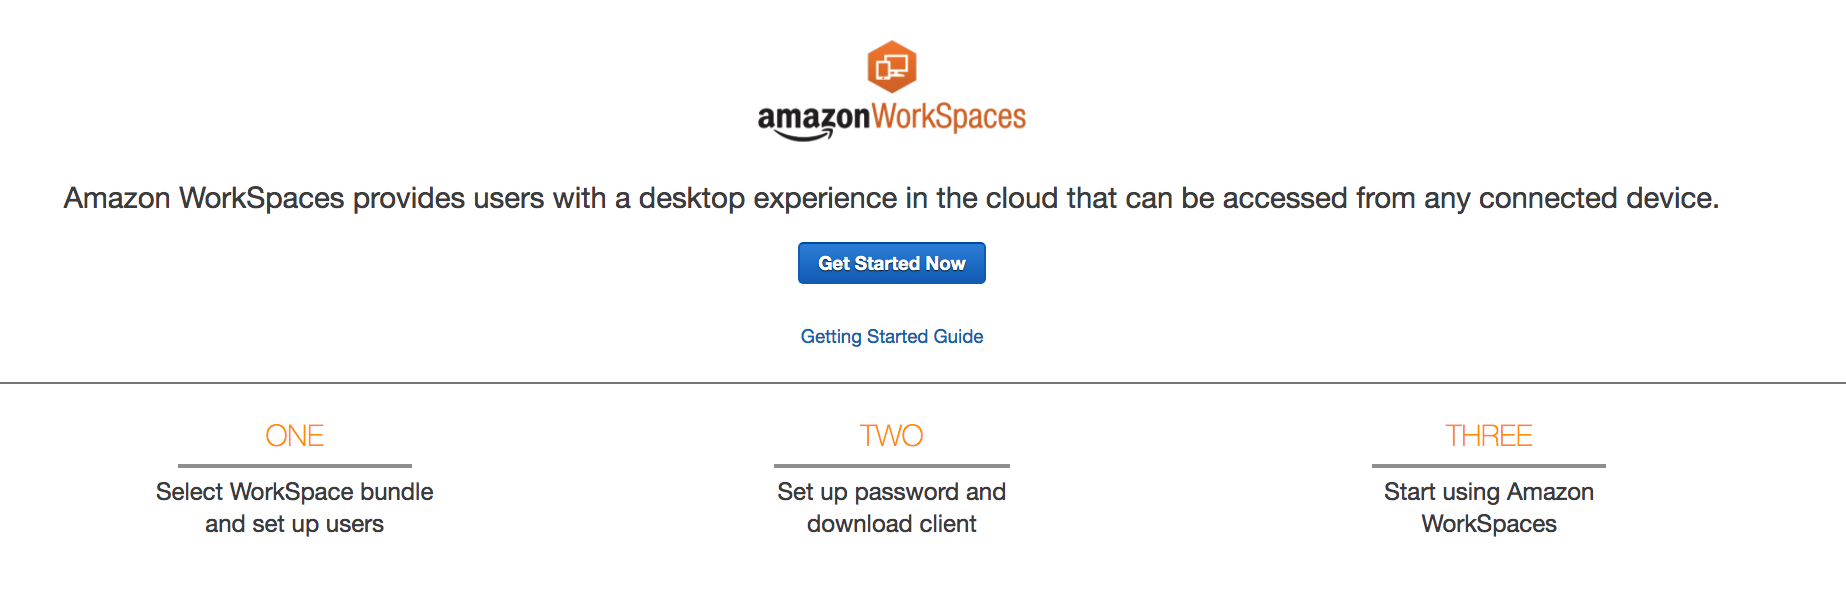 amazonWorkSpaces
Amazon WorkSpaces provides users with a desktop experience in the cloud that can be accessed from any connected device.
Get Started Now
Getting Started Guide
ONE
Select WorkSpace bundle
and set up users
TWO
Set up password and
download client
THREE
Start using Amazon
WorkSpaces